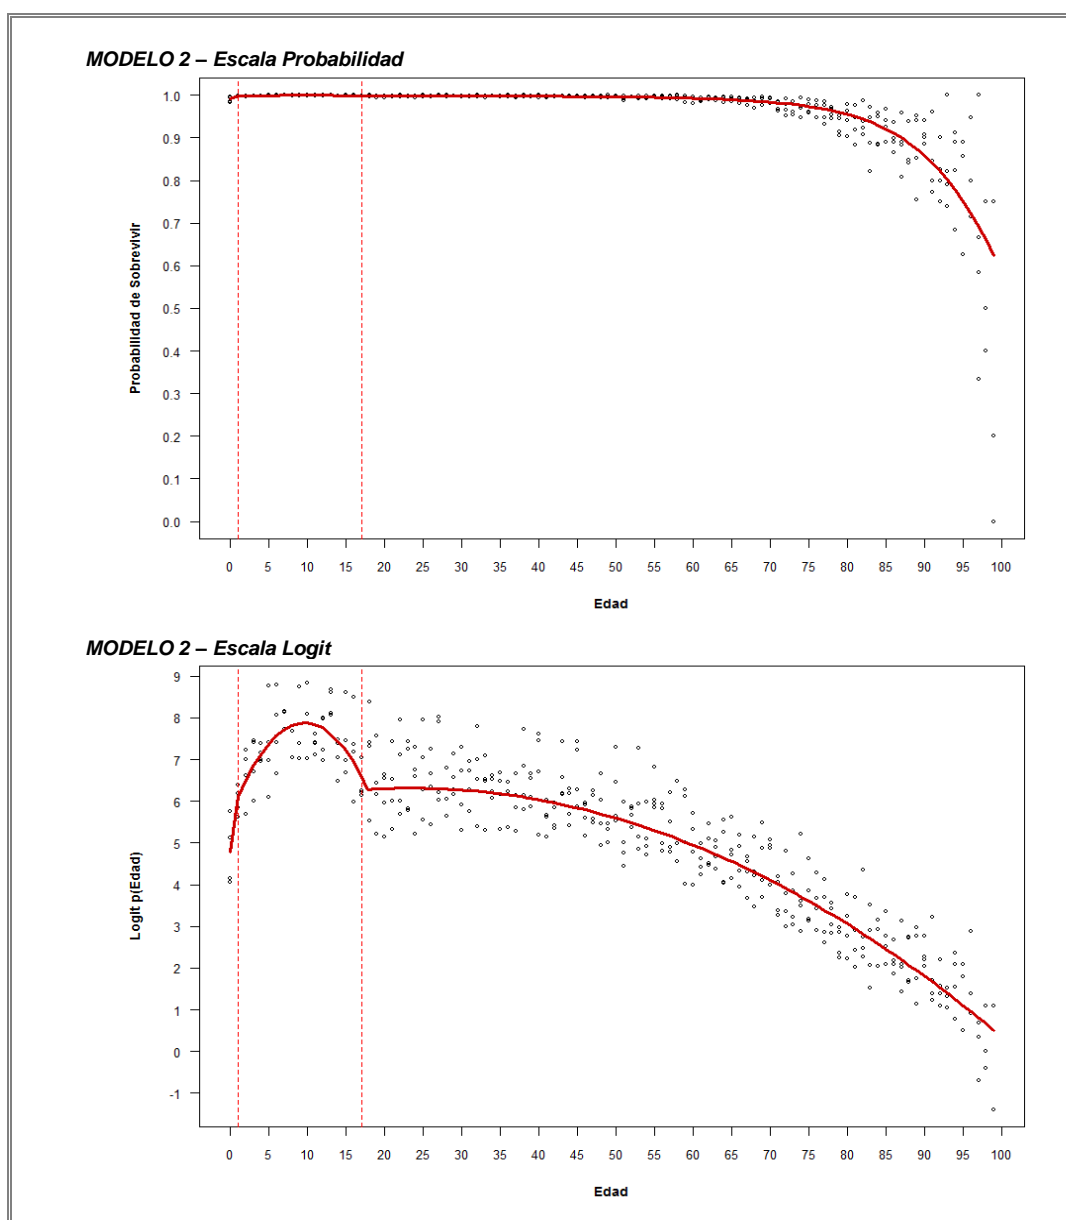 MODELO 2 – Escala Probabilidad
1.0
0.9
0.8
0.7
0.6
0.5
0.4
0.3
0.2
0.1
0.0
Probabilidad de Sobrevivir
0 5 10 15 20 25 30 35 40 45 50 55 60 65 70 75 80 85 90 95 100
Edad
MODELO 2 – Escala Logit
9
8
7
6
5
4
3
2
1
0
-1
Logit p(Edad)
0 5 10 15 20 25 30 35 40 45 50 55 60 65 70 75 80 85 90 95 100
Edad